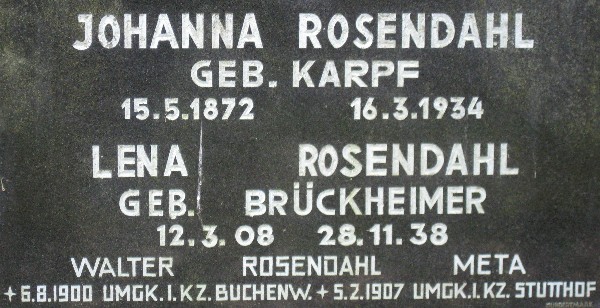 JOHANNA ROSENDAHL
GEB. KARPF
15.5.1872 16.3.1934
LENA ROSENDAHL
GEB. BRÜCKHEIMER
12.3.08 28.11.38
WALTER ROSENDAHL META
+ 6.8.1900 UMGK.I.KZ. BUCHENW. + 5.2.1907 UMGK.I.KZ. STUTTHOF